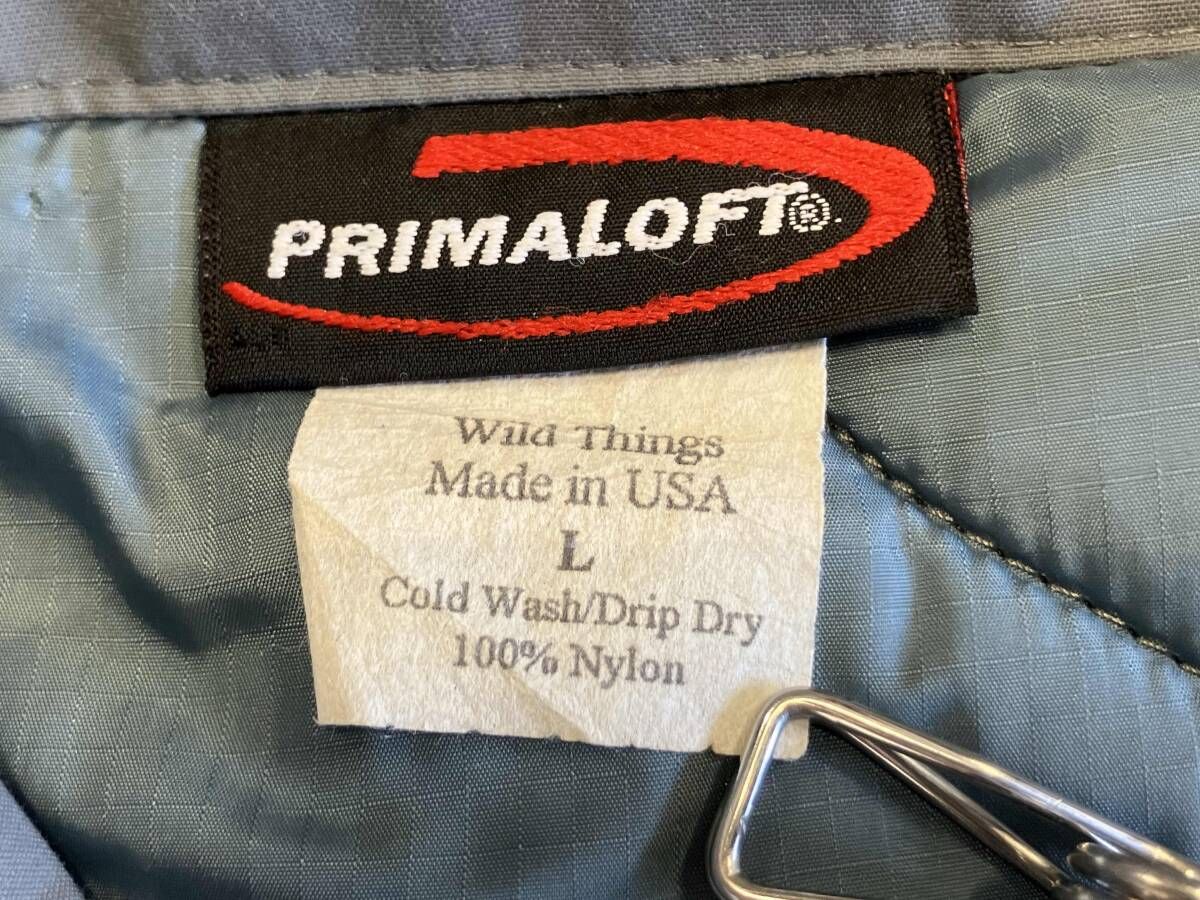 PRIMALOFT®
Wild Things
Made in USA
L
Cold Wash/Drip Dry
100% Nylon